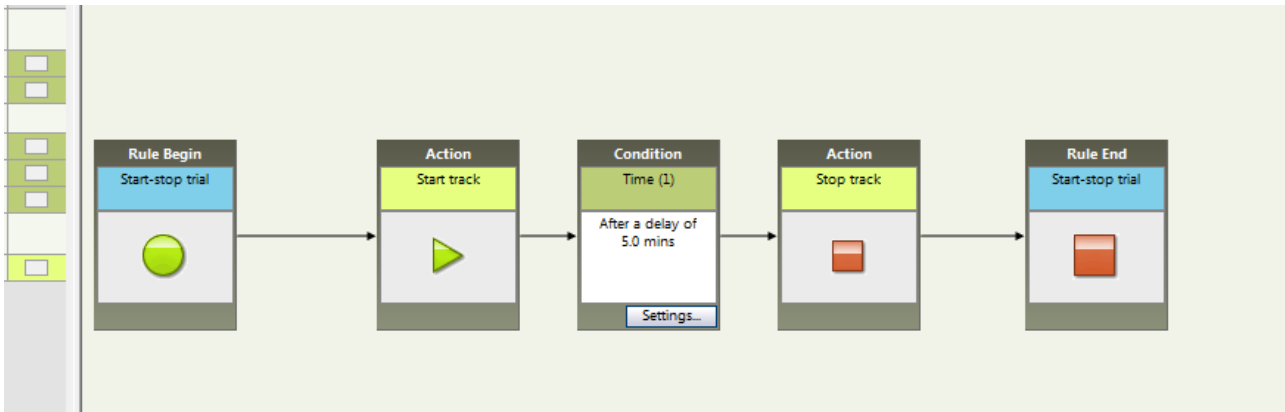 Rule Begin
Start-stop trial
Action
Start track
Condition
Time (1)
After a delay of
5.0 mins
Settings...
Action
Stop track
Rule End
Start-stop trial